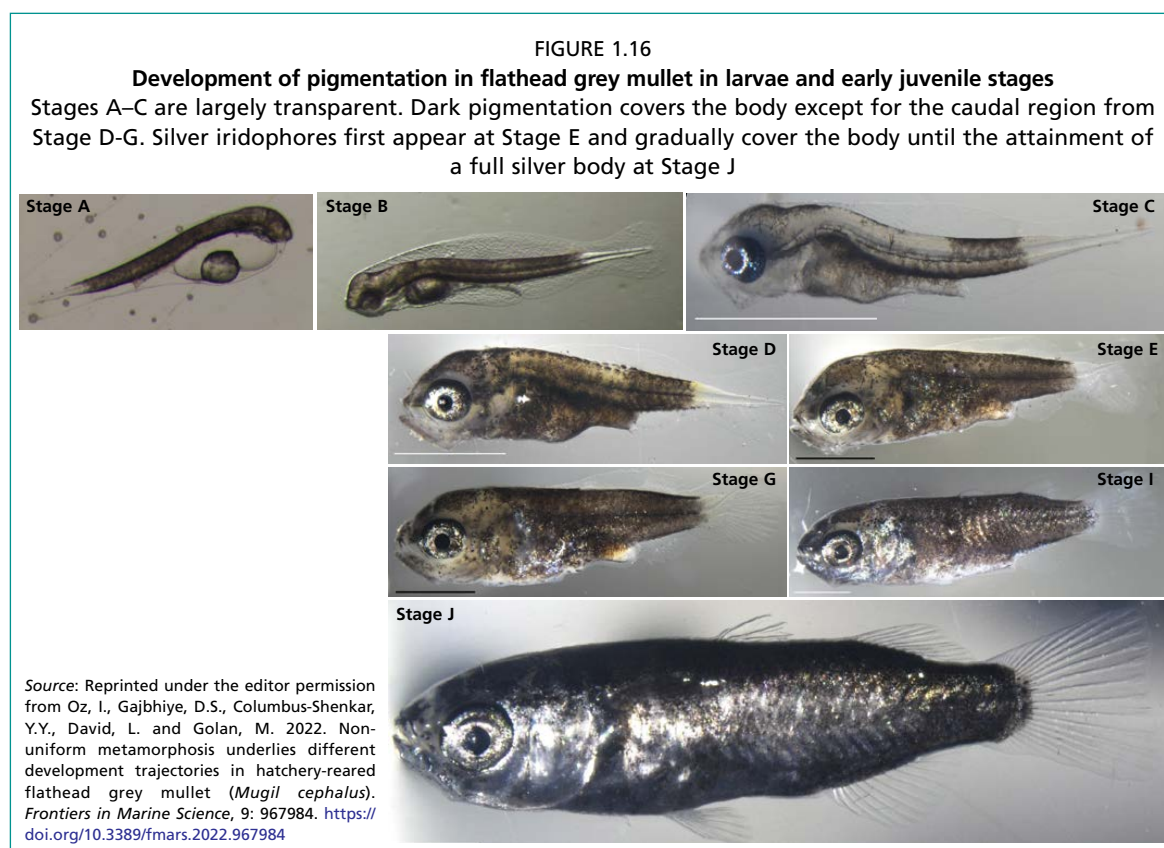 FIGURE 1.16
Development of pigmentation in flathead grey mullet in larvae and early juvenile stages
Stages A–C are largely transparent. Dark pigmentation covers the body except for the caudal region from
Stage D-G. Silver iridophores first appear at Stage E and gradually cover the body until the attainment of
a full silver body at Stage J
Stage A
Stage B
Stage C
Stage D
Stage E
Stage G
Stage I
Stage J
Source: Reprinted under the editor permission
from Oz, I., Gajbhiye, D.S., Columbus-Shenkar,
Y.Y., David, L. and Golan, M. 2022. Non-
uniform metamorphosis underlies different
development trajectories in hatchery-reared
flathead grey mullet (Mugil cephalus).
Frontiers in Marine Science, 9: 967984. https://
doi.org/10.3389/fmars.2022.967984